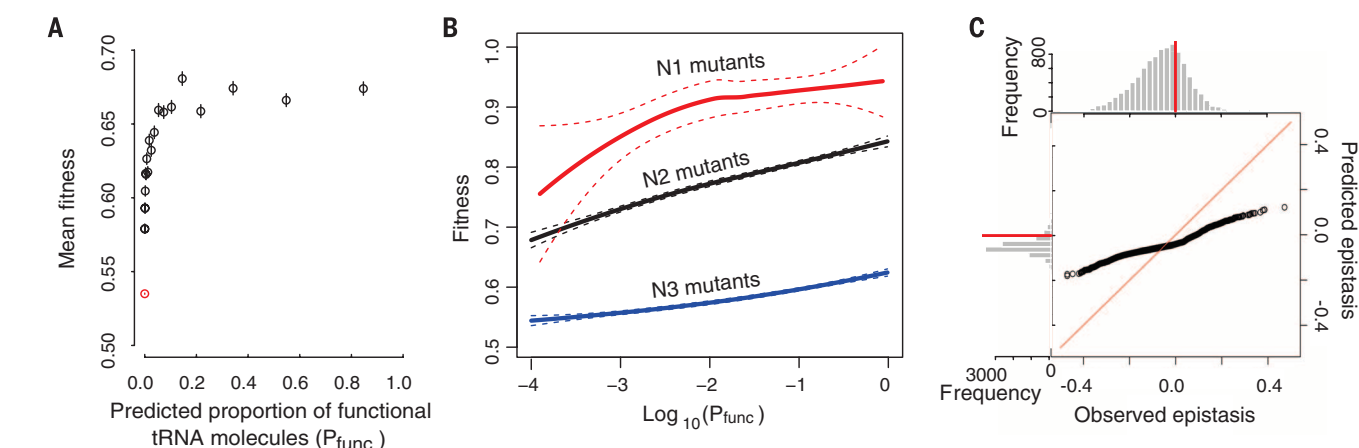 A
Mean fitness
0.70
0.65
0.60
0.55
0.50
0.0 0.2 0.4 0.6 0.8 1.0
Predicted proportion of functional
tRNA molecules (Pfunc)
B
Fitness
1.0
0.9
0.8
0.7
0.6
0.5
N1 mutants
N2 mutants
N3 mutants
−4 −3 −2 −1 0
Log10(Pfunc)
C
Frequency
800
0
0.4
0.0
-0.4
Predicted epistasis
3000 0
Frequency
-0.4 0.0 0.4
Observed epistasis